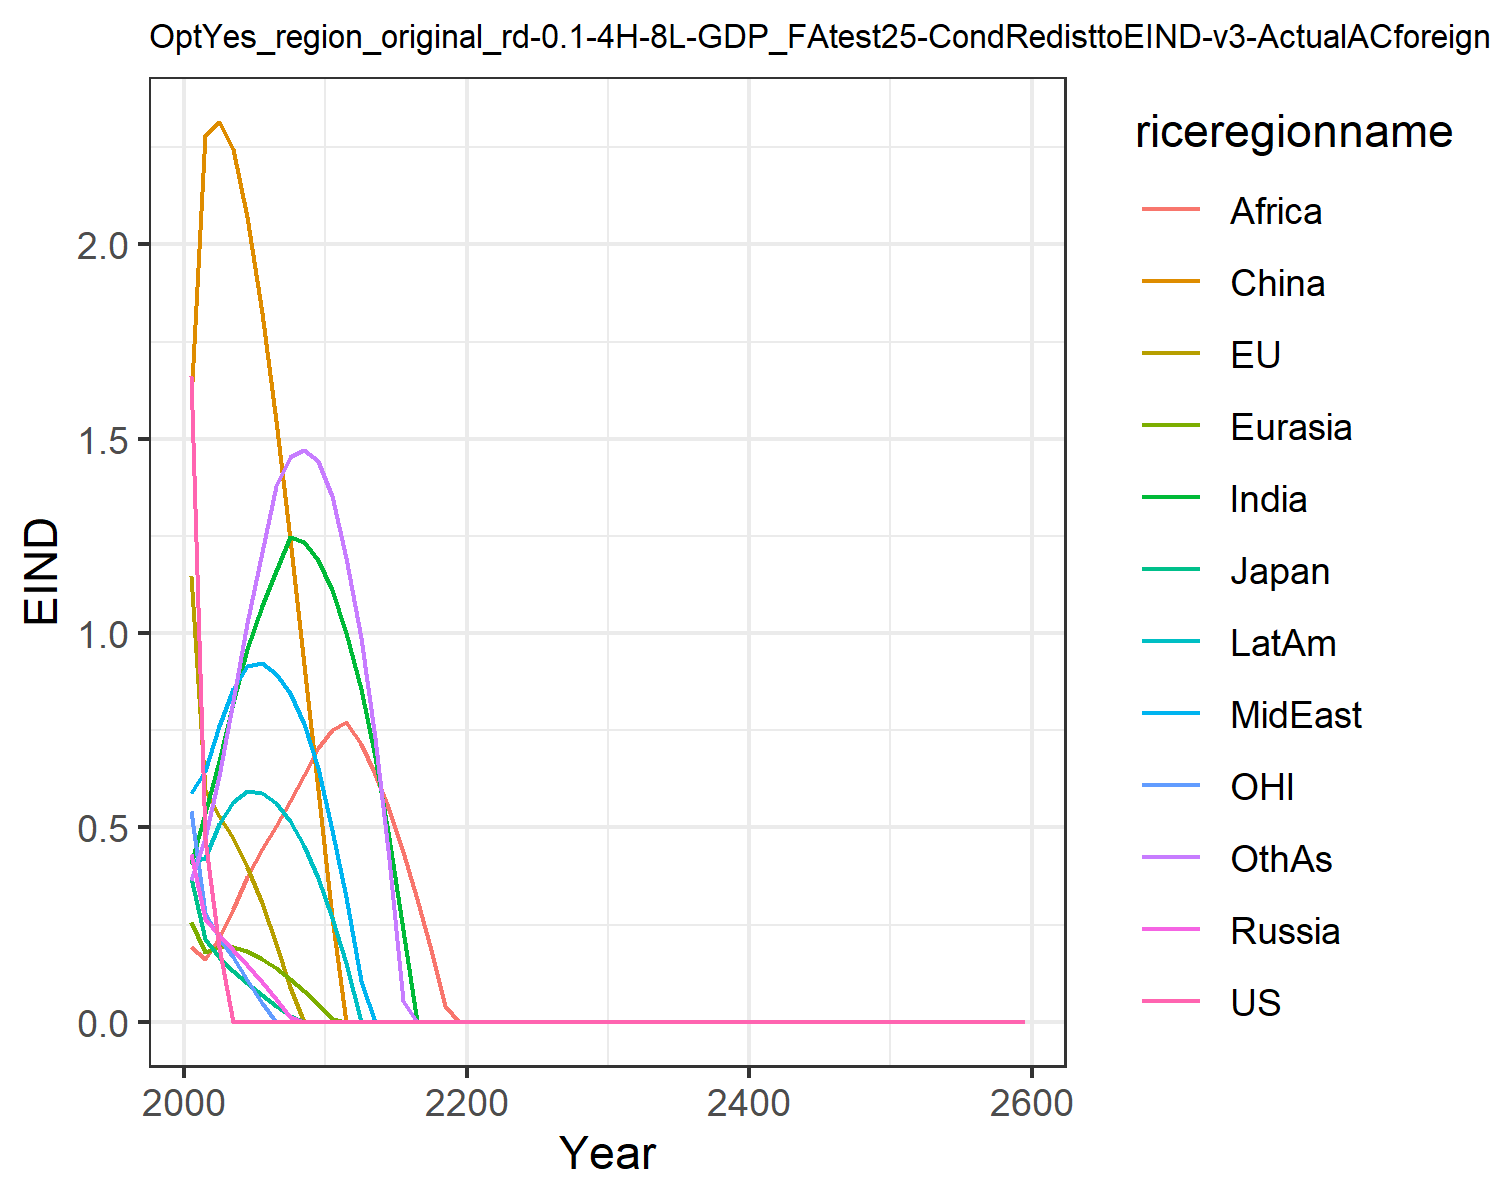 OptYes_region_original_rd-0.1-4H-8L-GDP_FAtest25-CondRedisttoEIND-v3-ActualACforeign
riceregionname
Africa
China
EU
Eurasia
India
Japan
LatAm
MidEast
OHI
OthAs
Russia
US
EIND
2.0
1.5
1.0
0.5
0.0
2000
2200
2400
2600
Year